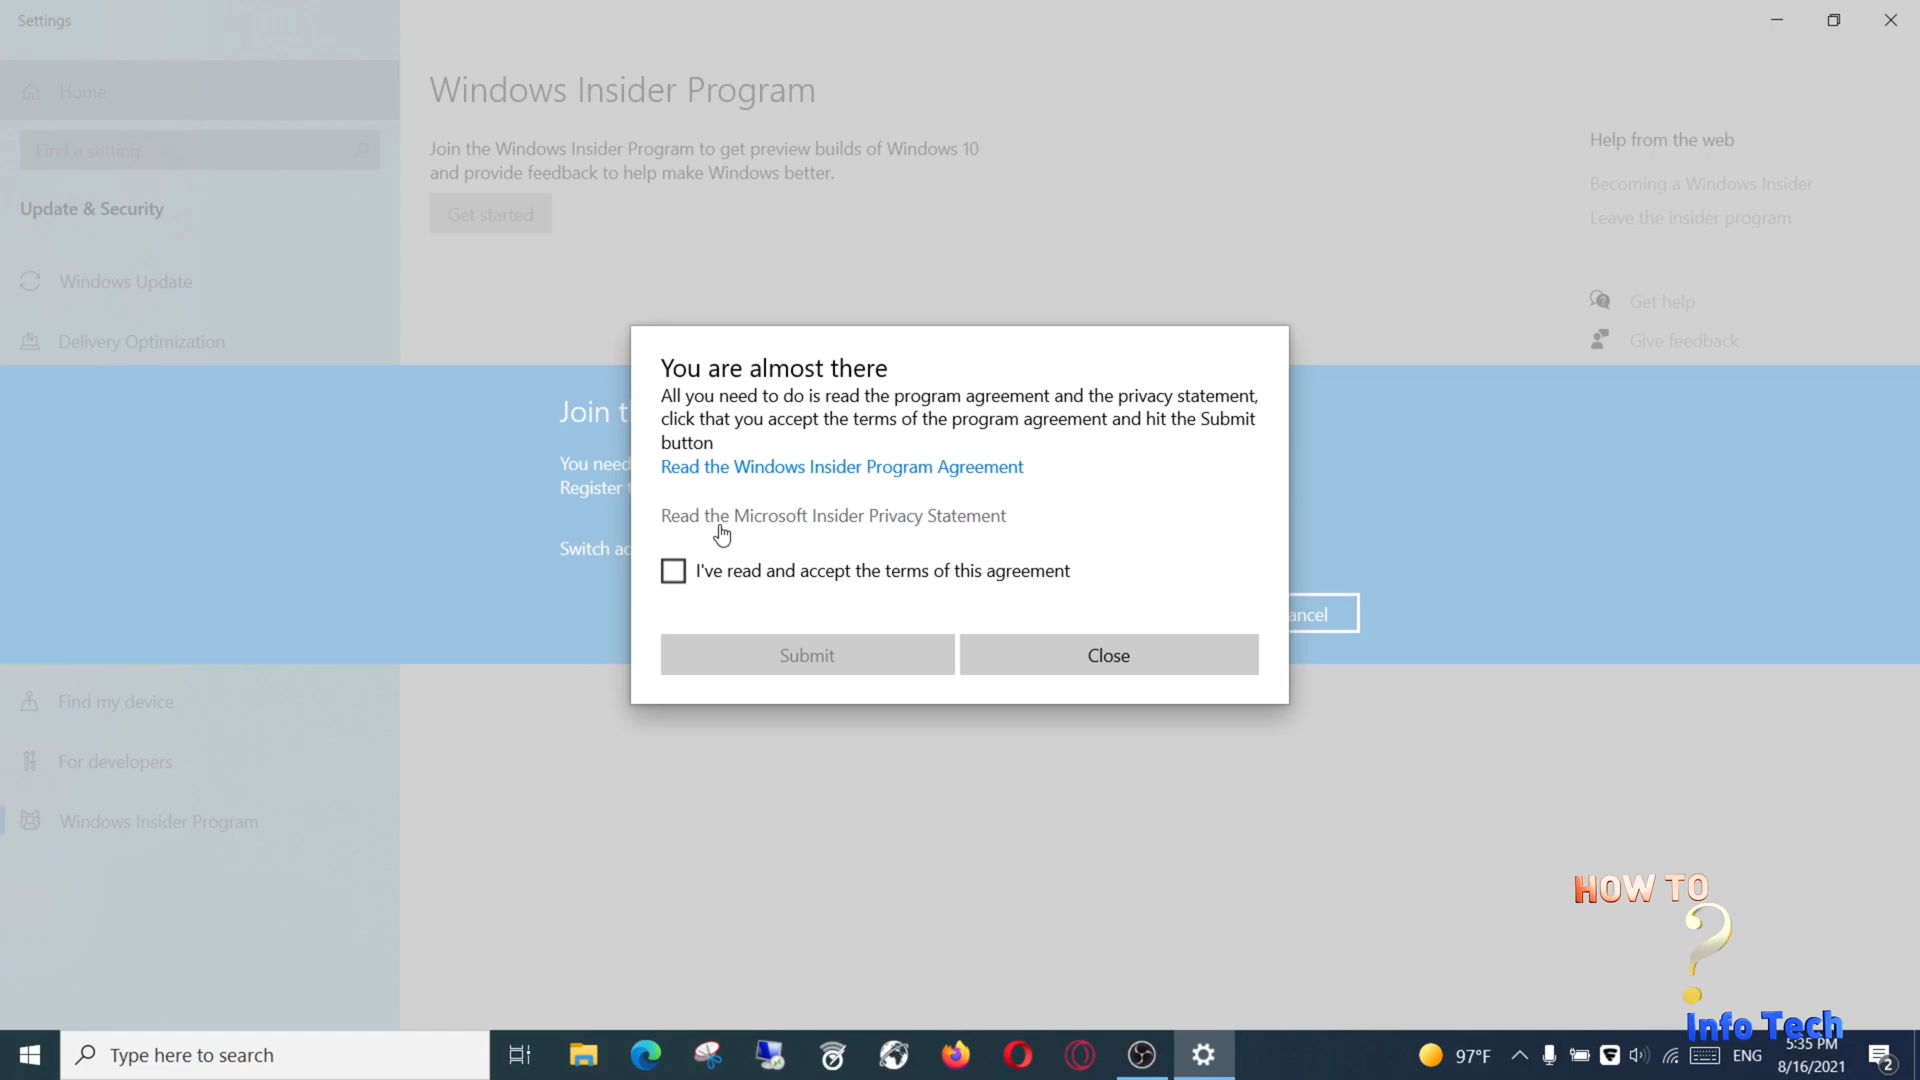 Settings
Home
Find a setting
Update & Security
Windows Update
Delivery Optimization
Find my device
For developers
Windows Insider Program
Windows Insider Program
Join the Windows Insider Program to get preview builds of Windows 10
and provide feedback to help make Windows better.
Get started
Help from the web
Becoming a Windows Insider
Leave the insider program
Get help
Give feedback
Join t
You need
Register
Switch ac
ancel
You are almost there
All you need to do is read the program agreement and the privacy statement,
click that you accept the terms of the program agreement and hit the Submit
button
Read the Windows Insider Program Agreement
Read the Microsoft Insider Privacy Statement
I've read and accept the terms of this agreement
Submit
Close
HOW TO
?
Info Tech
Type here to search
97°F
ENG
5:35 PM
8/16/2021
2